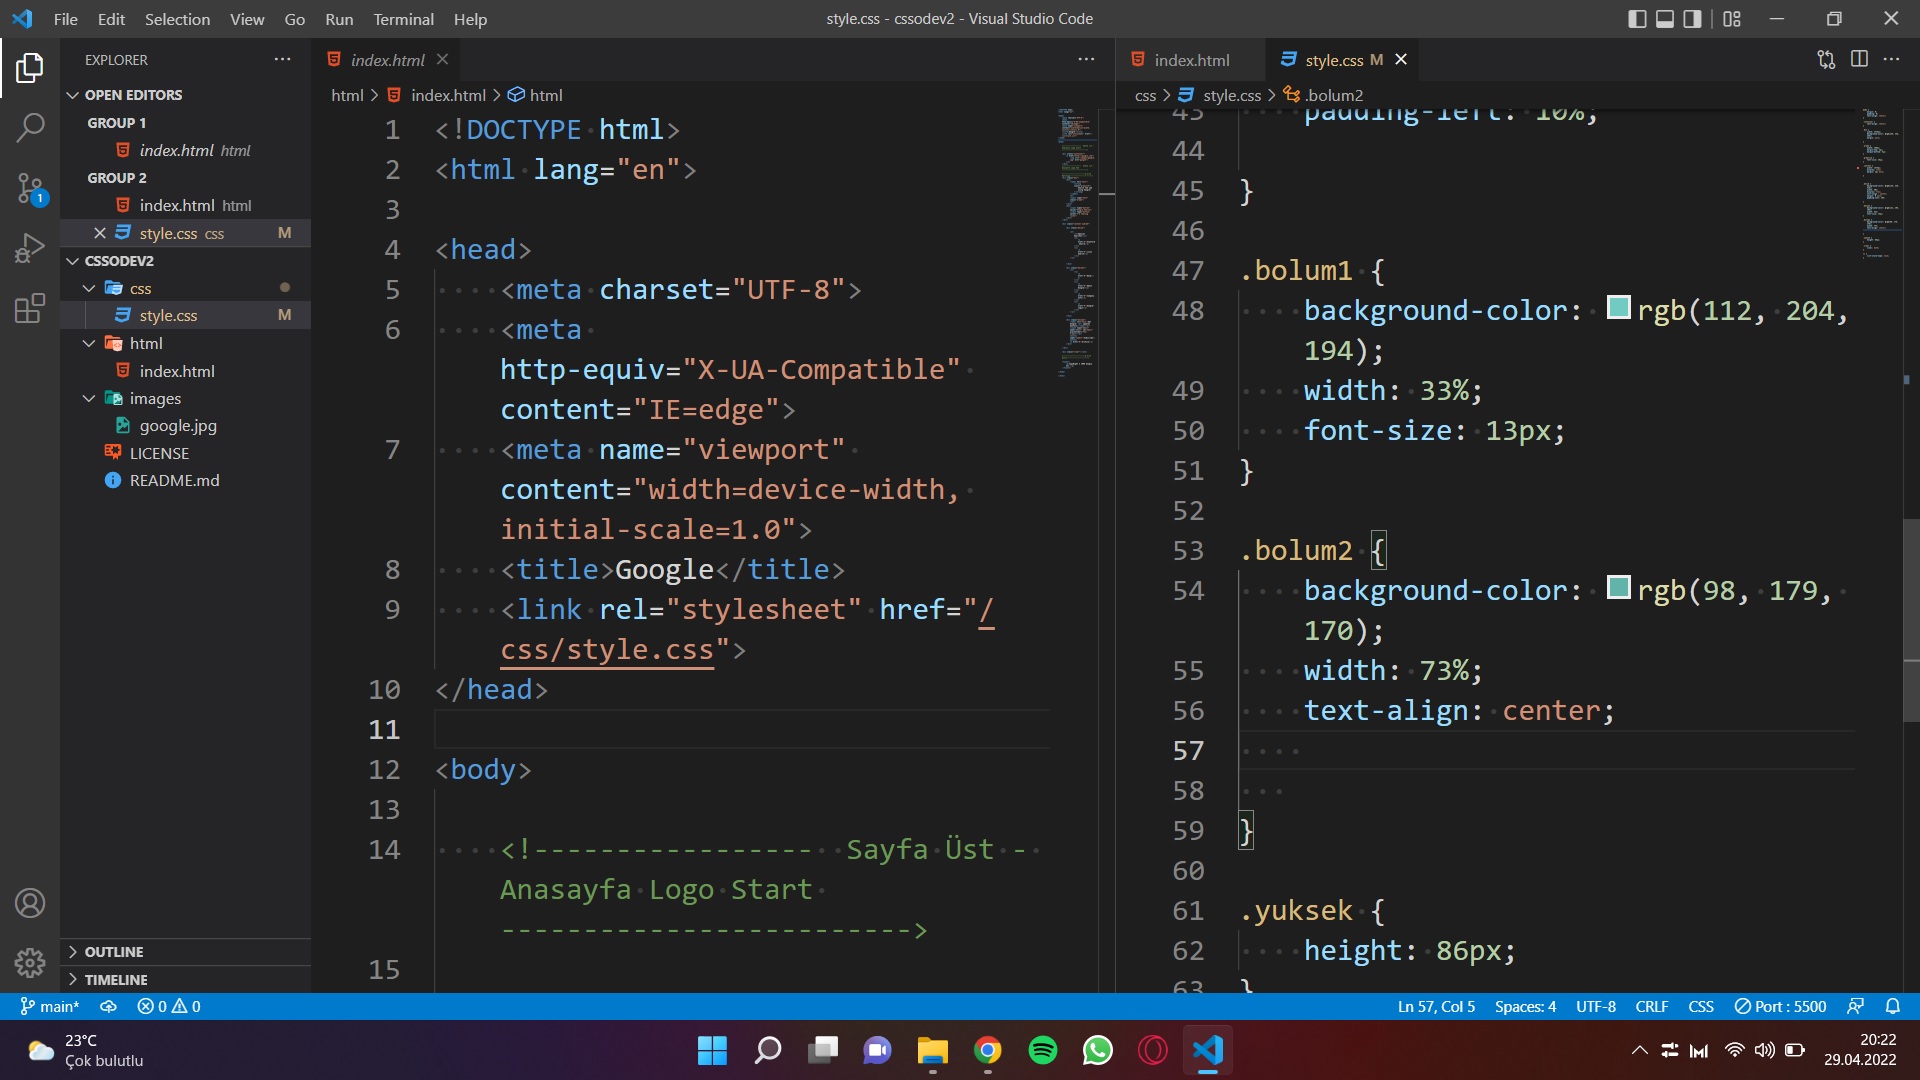 File Edit Selection View Go Run Terminal Help
style.css - cssodev2 - Visual Studio Code
EXPLORER
OPEN EDITORS
GROUP 1
index.html html
GROUP 2
index.html html
style.css css M
CSSODEV2
css
style.css M
html
index.html
images
google.jpg
LICENSE
README.md
OUTLINE
TIMELINE
index.html
html > index.html > html
1 <!DOCTYPE html>
2 <html lang="en">
3
4 <head>
5 <meta charset="UTF-8">
6 <meta
http-equiv="X-UA-Compatible"
content="IE=edge">
7 <meta name="viewport"
content="width=device-width,
initial-scale=1.0">
8 <title>Google</title>
9 <link rel="stylesheet" href="/
css/style.css">
10 </head>
11
12 <body>
13
14 <!----------------- Sayfa Üst -
Anasayfa Logo Start
------------------------->
15
index.html
style.css M
css > style.css > .bolum2
43 padding-left: 10%;
44
45 }
46
47 .bolum1 {
48 background-color: rgb(112, 204,
194);
49 width: 33%;
50 font-size: 13px;
51 }
52
53 .bolum2 {
54 background-color: rgb(98, 179,
170);
55 width: 73%;
56 text-align: center;
57
58
59 }
60
61 .yuksek {
62 height: 86px;
63 }
main* 0 0
Ln 57, Col 5 Spaces: 4 UTF-8 CRLF CSS Port : 5500
23°C
Çok bulutlu
20:22
29.04.2022